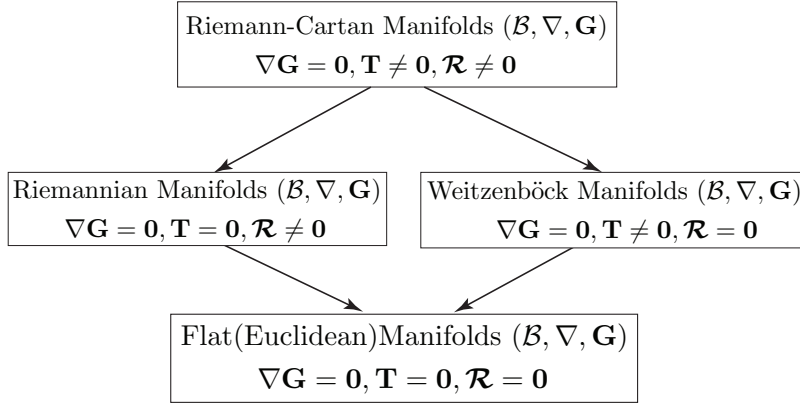 Riemann-Cartan Manifolds (ℬ, ∇, 𝐆)
∇𝐆 = 𝟎, 𝐓 ≠ 𝟎, 𝓡 ≠ 𝟎
Riemannian Manifolds (ℬ, ∇, 𝐆)
∇𝐆 = 𝟎, 𝐓 = 𝟎, 𝓡 ≠ 𝟎
Weitzenböck Manifolds (ℬ, ∇, 𝐆)
∇𝐆 = 𝟎, 𝐓 ≠ 𝟎, 𝓡 = 𝟎
Flat(Euclidean)Manifolds (ℬ, ∇, 𝐆)
∇𝐆 = 𝟎, 𝐓 = 𝟎, 𝓡 = 𝟎